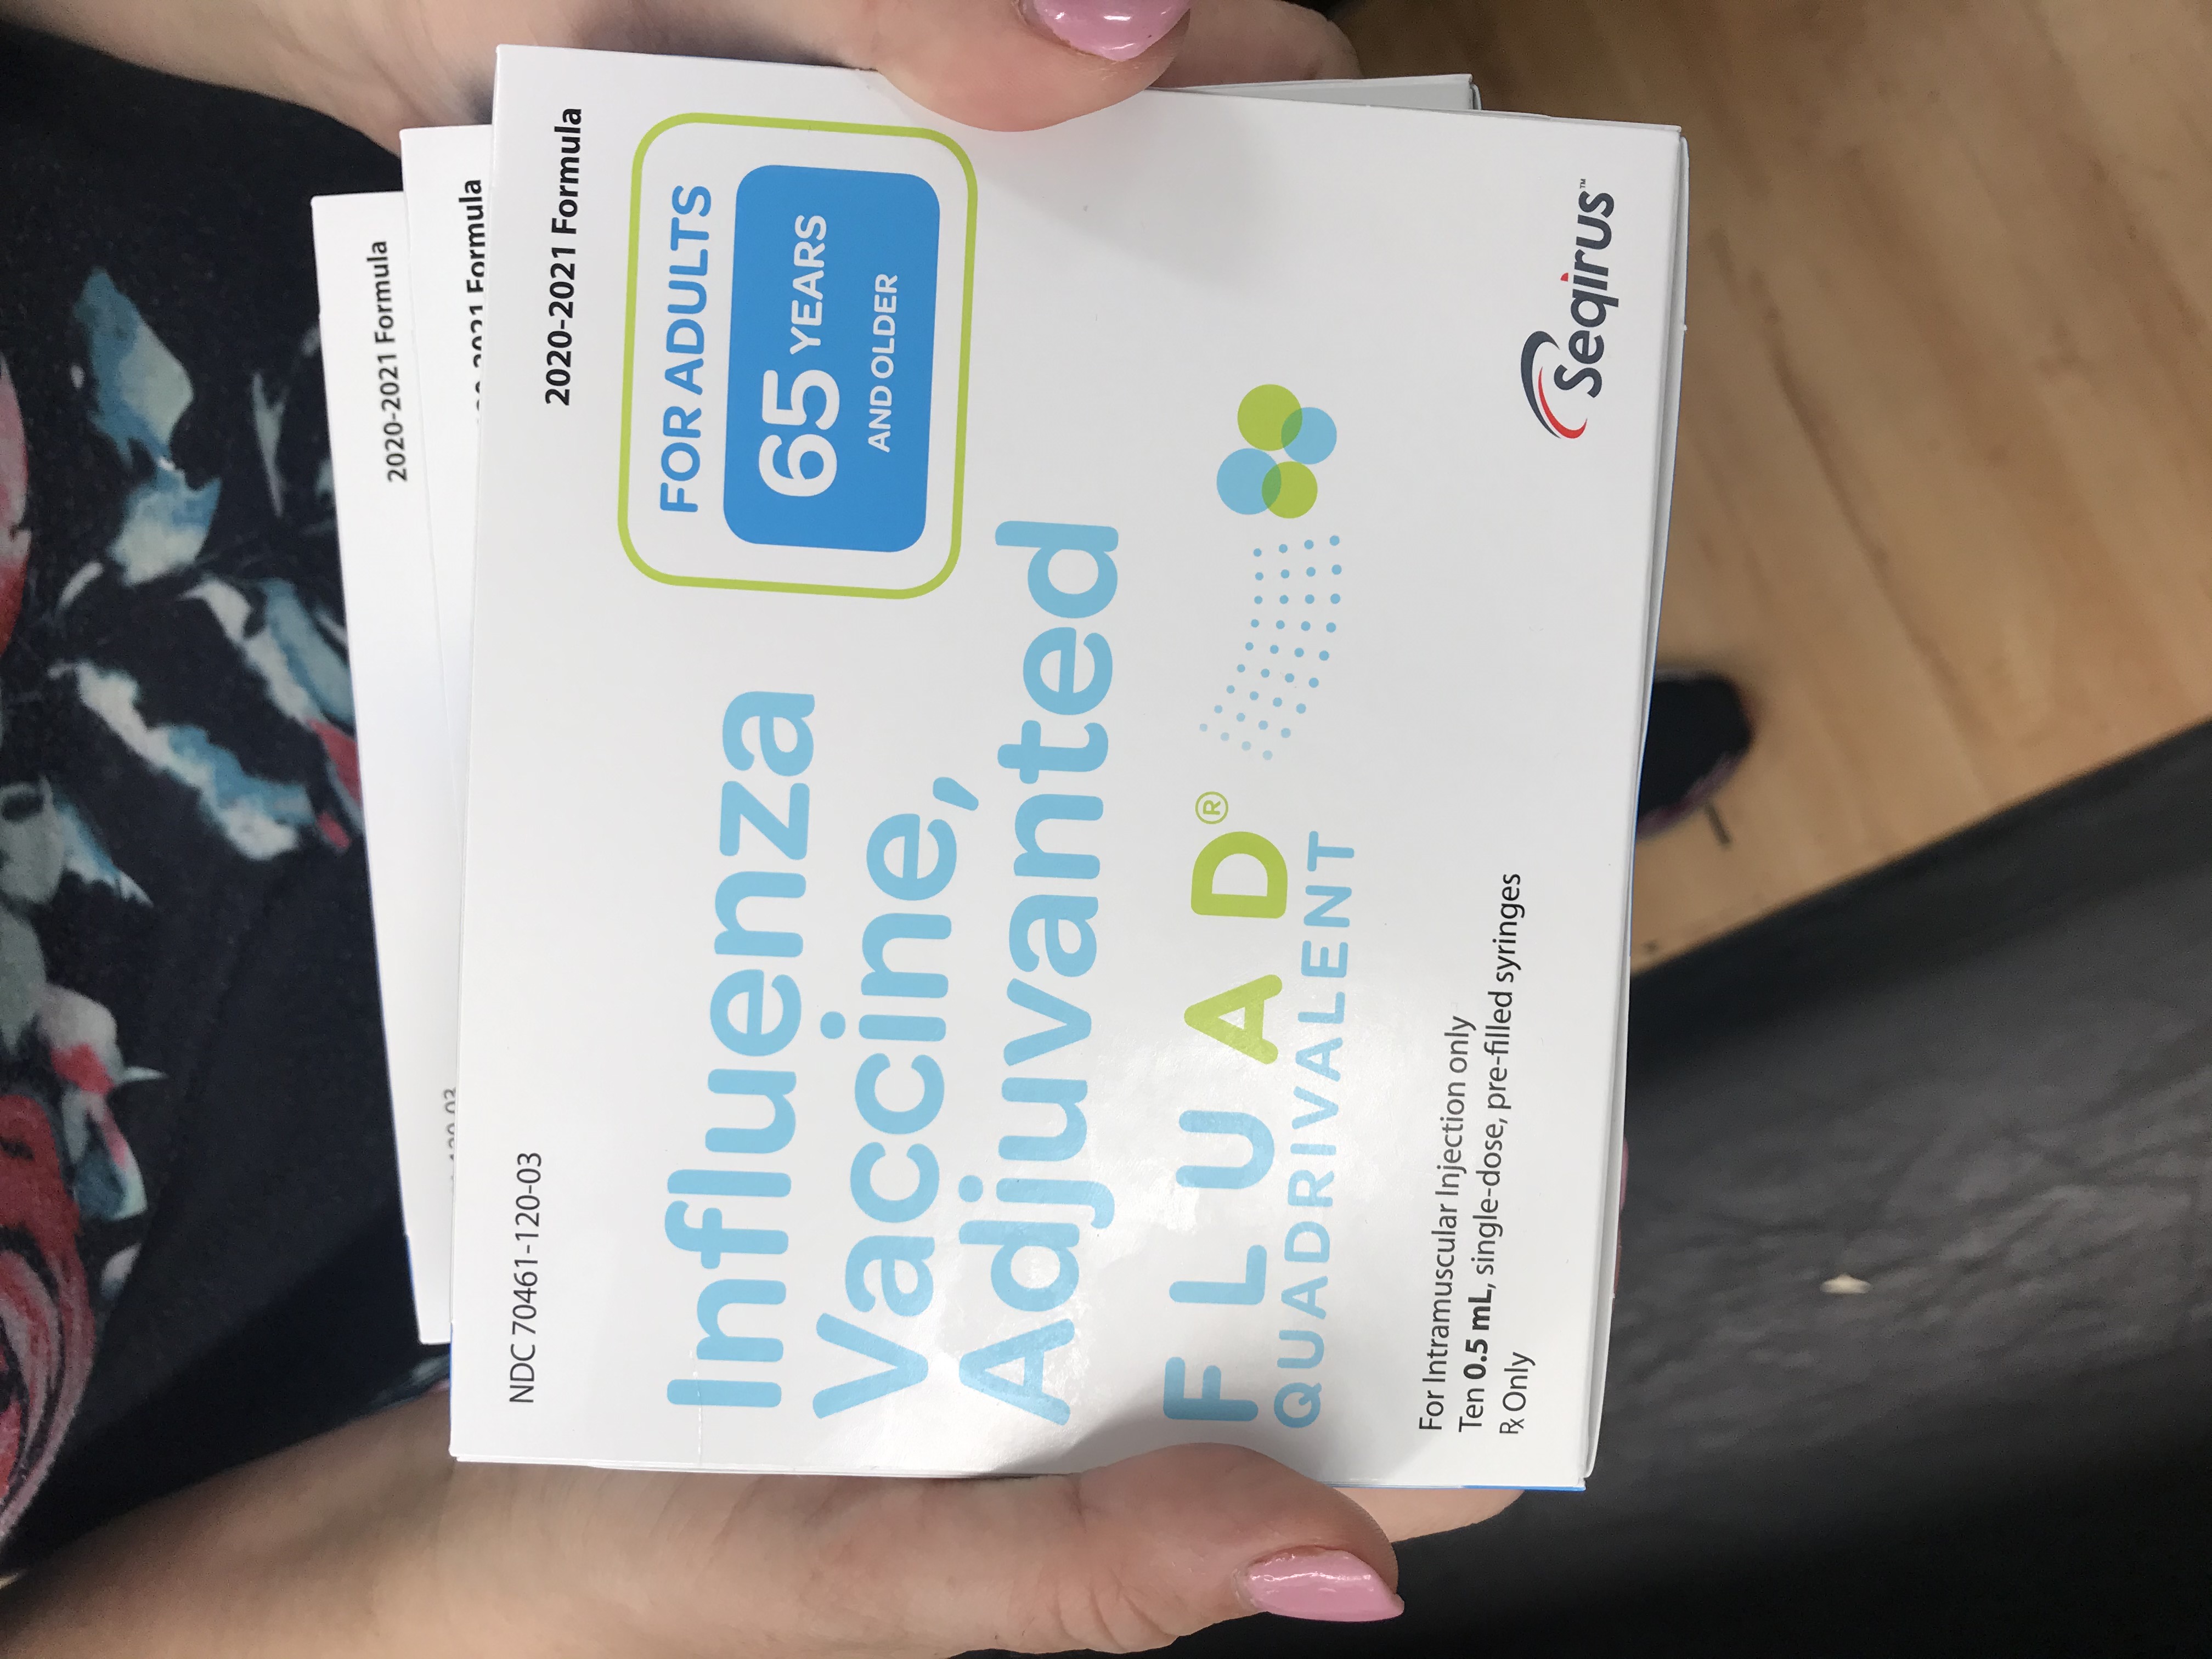 2020-2021 Formula
2021 Formula
NDC 70461-120-03
2020-2021 Formula
FOR ADULTS
65 YEARS
AND OLDER
Influenza
Vaccine,
Adjuvanted
FLUAD®
QUADRIVALENT
For Intramuscular Injection only
Ten 0.5 mL, single-dose, pre-filled syringes
℞ Only
Seqirus™